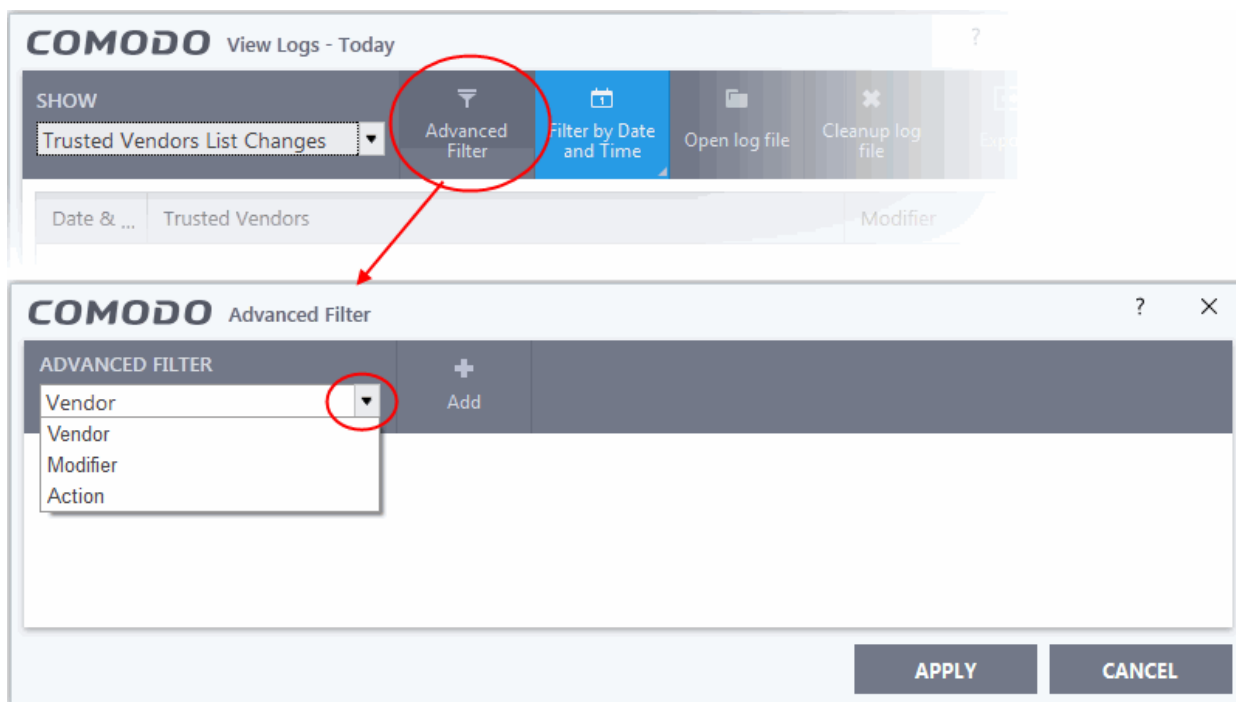 COMODO View Logs - Today
?
SHOW
Trusted Vendors List Changes
Advanced
Filter
Filter by Date
and Time
Open log file
Cleanup log
file
Date & ...
Trusted Vendors
Modifier
COMODO Advanced Filter
?
ADVANCED FILTER
Vendor
Add
Vendor
Modifier
Action
APPLY
CANCEL